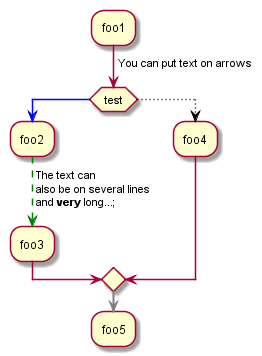 foo1
You can put text on arrows
test
foo2
foo4
The text can
also be on several lines
and very long...;
foo3
foo5